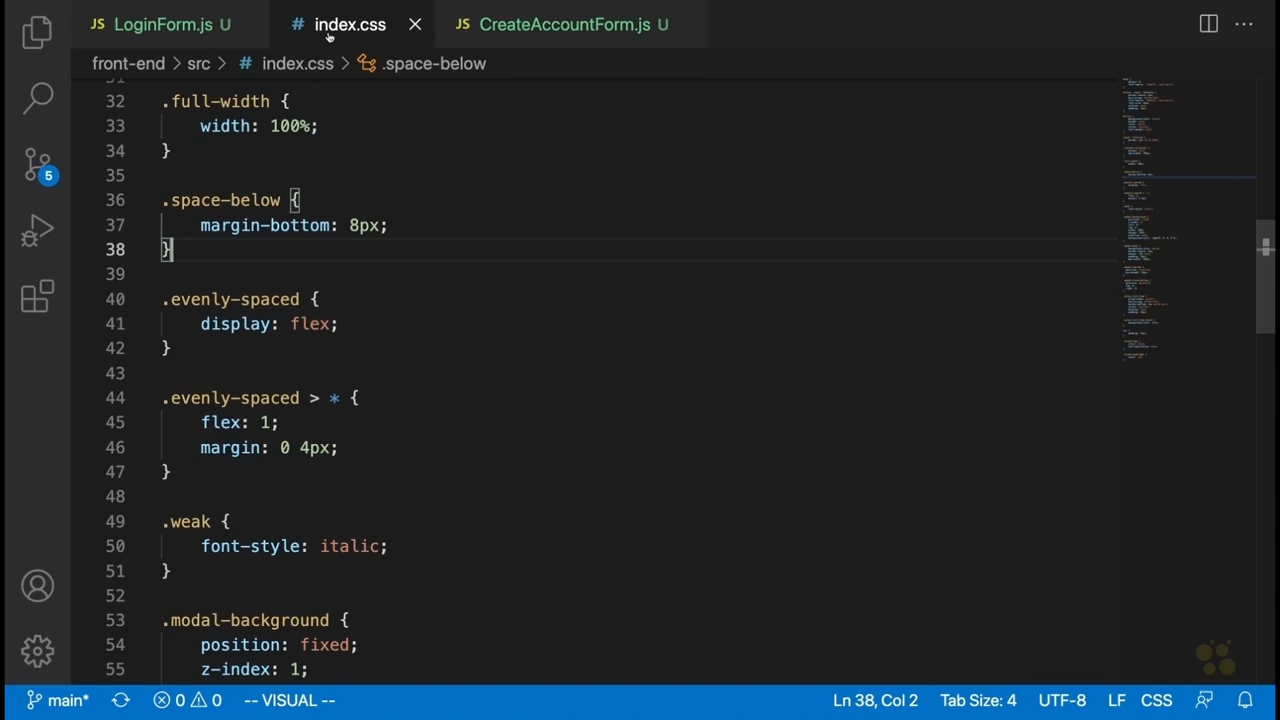 JS LoginForm.js U
# index.css
JS CreateAccountForm.js U
front-end > src > # index.css > .space-below
31
32 .full-width {
33 width: 100%;
34 }
35
36 .space-below {
37 margin-bottom: 8px;
38 }
39
40 .evenly-spaced {
41 display: flex;
42 }
43
44 .evenly-spaced > * {
45 flex: 1;
46 margin: 0 4px;
47 }
48
49 .weak {
50 font-style: italic;
51 }
52
53 .modal-background {
54 position: fixed;
55 z-index: 1;
5
main* 0 0 -- VISUAL -- Ln 38, Col 2 Tab Size: 4 UTF-8 LF CSS